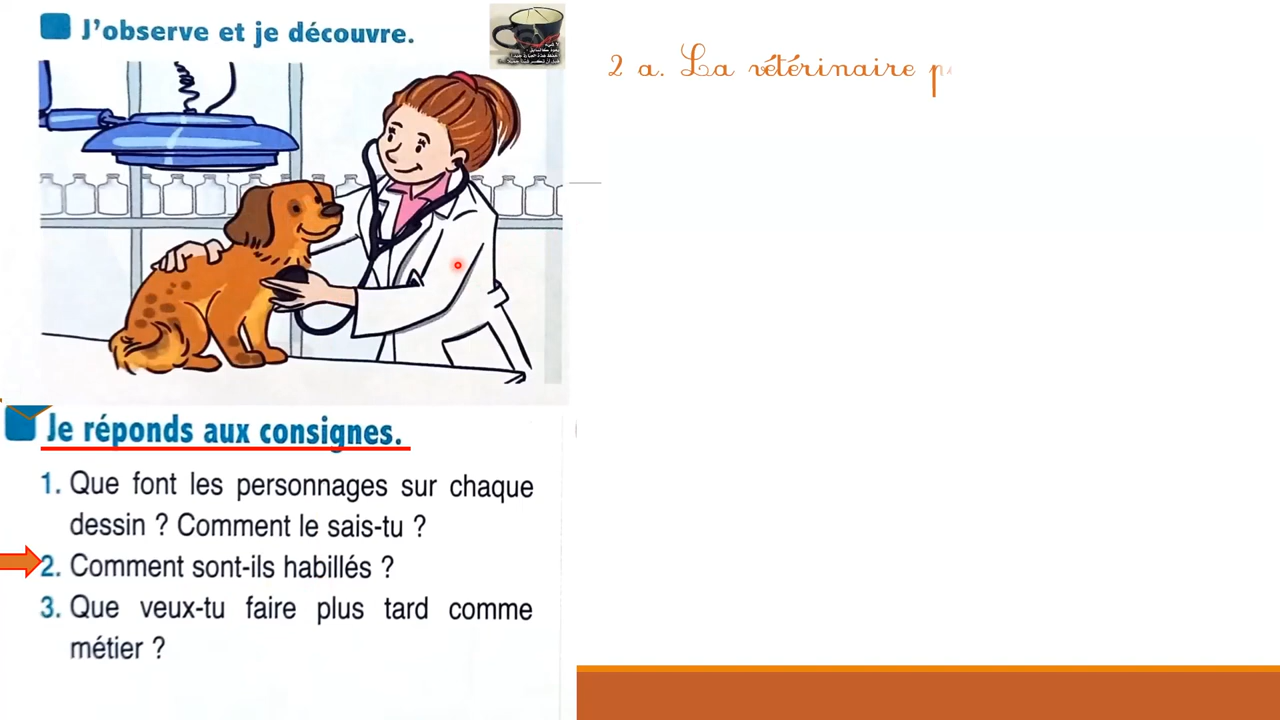 J'observe et je découvre.
2 a. La vétérinaire
Je réponds aux consignes.
1. Que font les personnages sur chaque
dessin ? Comment le sais-tu ?
2. Comment sont-ils habillés ?
3. Que veux-tu faire plus tard comme
métier ?